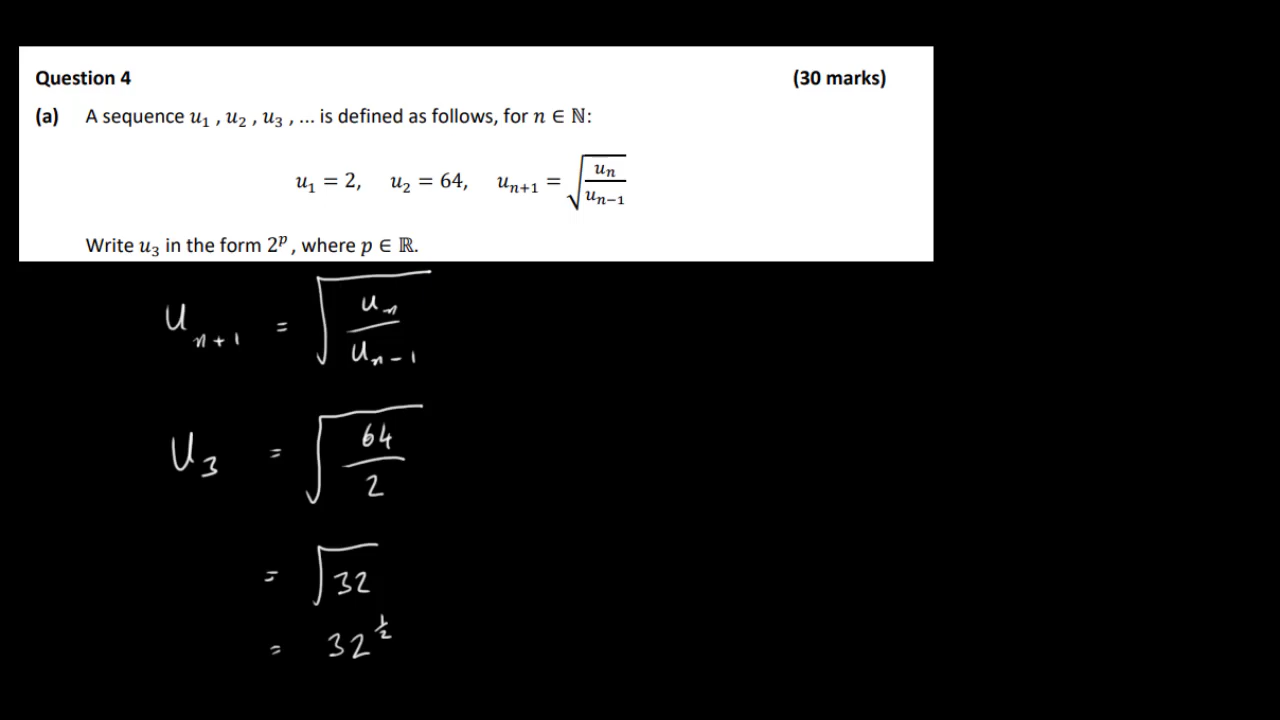 Question 4 (30 marks)
(a) A sequence u₁ , u₂ , u₃ , … is defined as follows, for n ∈ ℕ:
u₁ = 2, u₂ = 64, uₙ₊₁ = √(uₙ/uₙ₋₁)
Write u₃ in the form 2ᵖ , where p ∈ ℝ.
uₙ₊₁ = √(uₙ/uₙ₋₁)
U₃ = √(64/2)
= √32
= 32^½